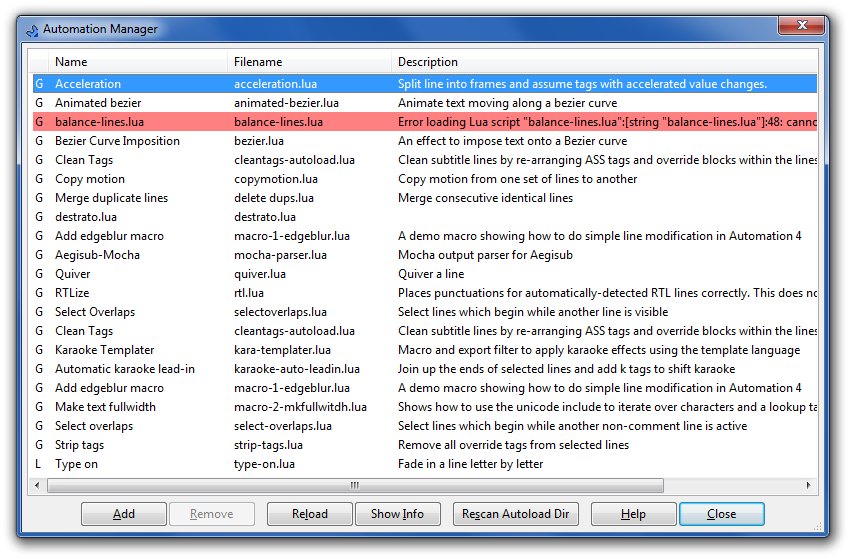 Automation Manager
Name Filename Description
G Acceleration acceleration.lua Split line into frames and assume tags with accelerated value changes.
G Animated bezier animated-bezier.lua Animate text moving along a bezier curve
G balance-lines.lua balance-lines.lua Error loading Lua script "balance-lines.lua":[string "balance-lines.lua"]:48: canno
G Bezier Curve Imposition bezier.lua An effect to impose text onto a Bezier curve
G Clean Tags cleantags-autoload.lua Clean subtitle lines by re-arranging ASS tags and override blocks within the lines
G Copy motion copymotion.lua Copy motion from one set of lines to another
G Merge duplicate lines delete dups.lua Merge consecutive identical lines
G destrato.lua destrato.lua
G Add edgeblur macro macro-1-edgeblur.lua A demo macro showing how to do simple line modification in Automation 4
G Aegisub-Mocha mocha-parser.lua Mocha output parser for Aegisub
G Quiver quiver.lua Quiver a line
G RTLize rtl.lua Places punctuations for automatically-detected RTL lines correctly. This does no
G Select Overlaps selectoverlaps.lua Select lines which begin while another line is visible
G Clean Tags cleantags-autoload.lua Clean subtitle lines by re-arranging ASS tags and override blocks within the lines
G Karaoke Templater kara-templater.lua Macro and export filter to apply karaoke effects using the template language
G Automatic karaoke lead-in karaoke-auto-leadin.lua Join up the ends of selected lines and add k tags to shift karaoke
G Add edgeblur macro macro-1-edgeblur.lua A demo macro showing how to do simple line modification in Automation 4
G Make text fullwidth macro-2-mkfullwitdh.lua Shows how to use the unicode include to iterate over characters and a lookup ta
G Select overlaps select-overlaps.lua Select lines which begin while another non-comment line is active
G Strip tags strip-tags.lua Remove all override tags from selected lines
L Type on type-on.lua Fade in a line letter by letter
Add Remove Reload Show Info Rescan Autoload Dir Help Close